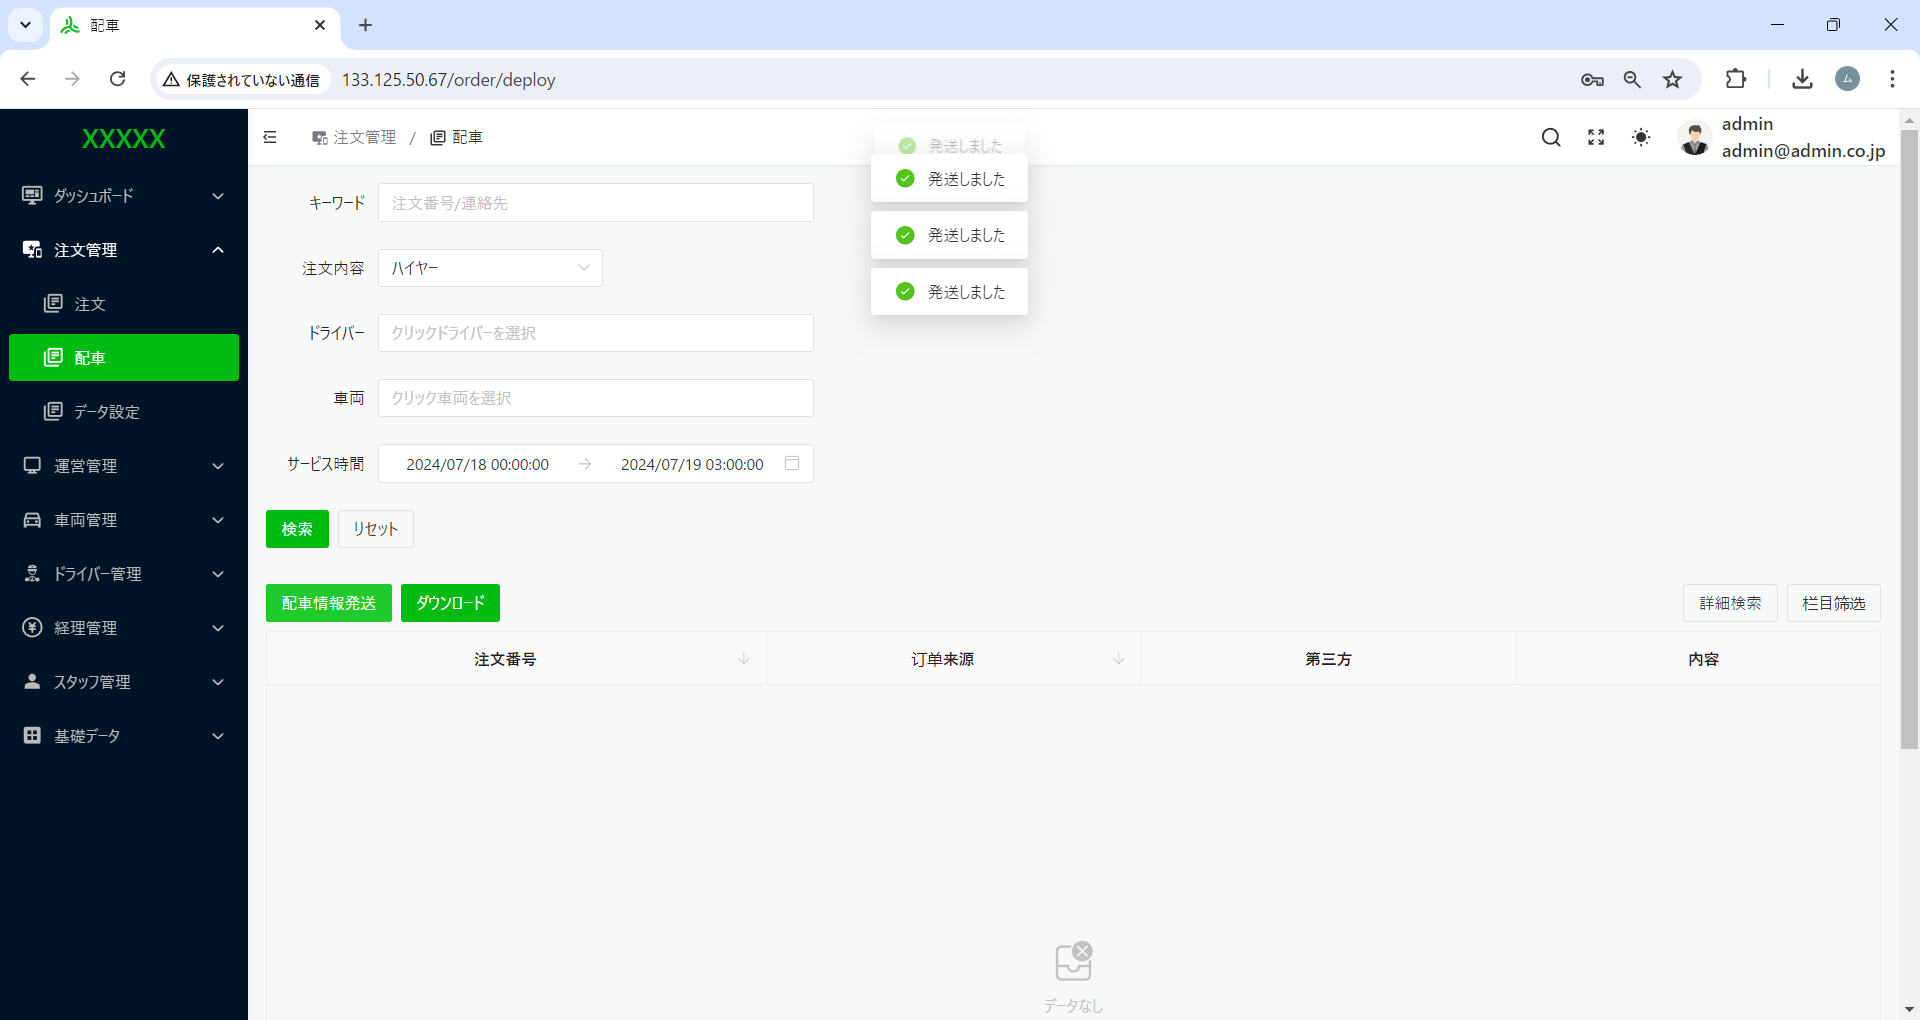 配車
保護されていない通信
133.125.50.67/order/deploy
ム
XXXXX
ダッシュボード
注文管理
注文
配車
データ設定
運営管理
車両管理
ドライバー管理
経理管理
スタッフ管理
基礎データ
注文管理 / 配車
admin
admin@admin.co.jp
発送しました
発送しました
発送しました
発送しました
キーワード 注文番号/連絡先
注文内容 ハイヤー
ドライバー クリックドライバーを選択
車両 クリック車両を選択
サービス時間 2024/07/18 00:00:00 → 2024/07/19 03:00:00
検索 リセット
配車情報発送 ダウンロード 詳細検索 栏目筛选
注文番号 订单来源 第三方 内容
データなし